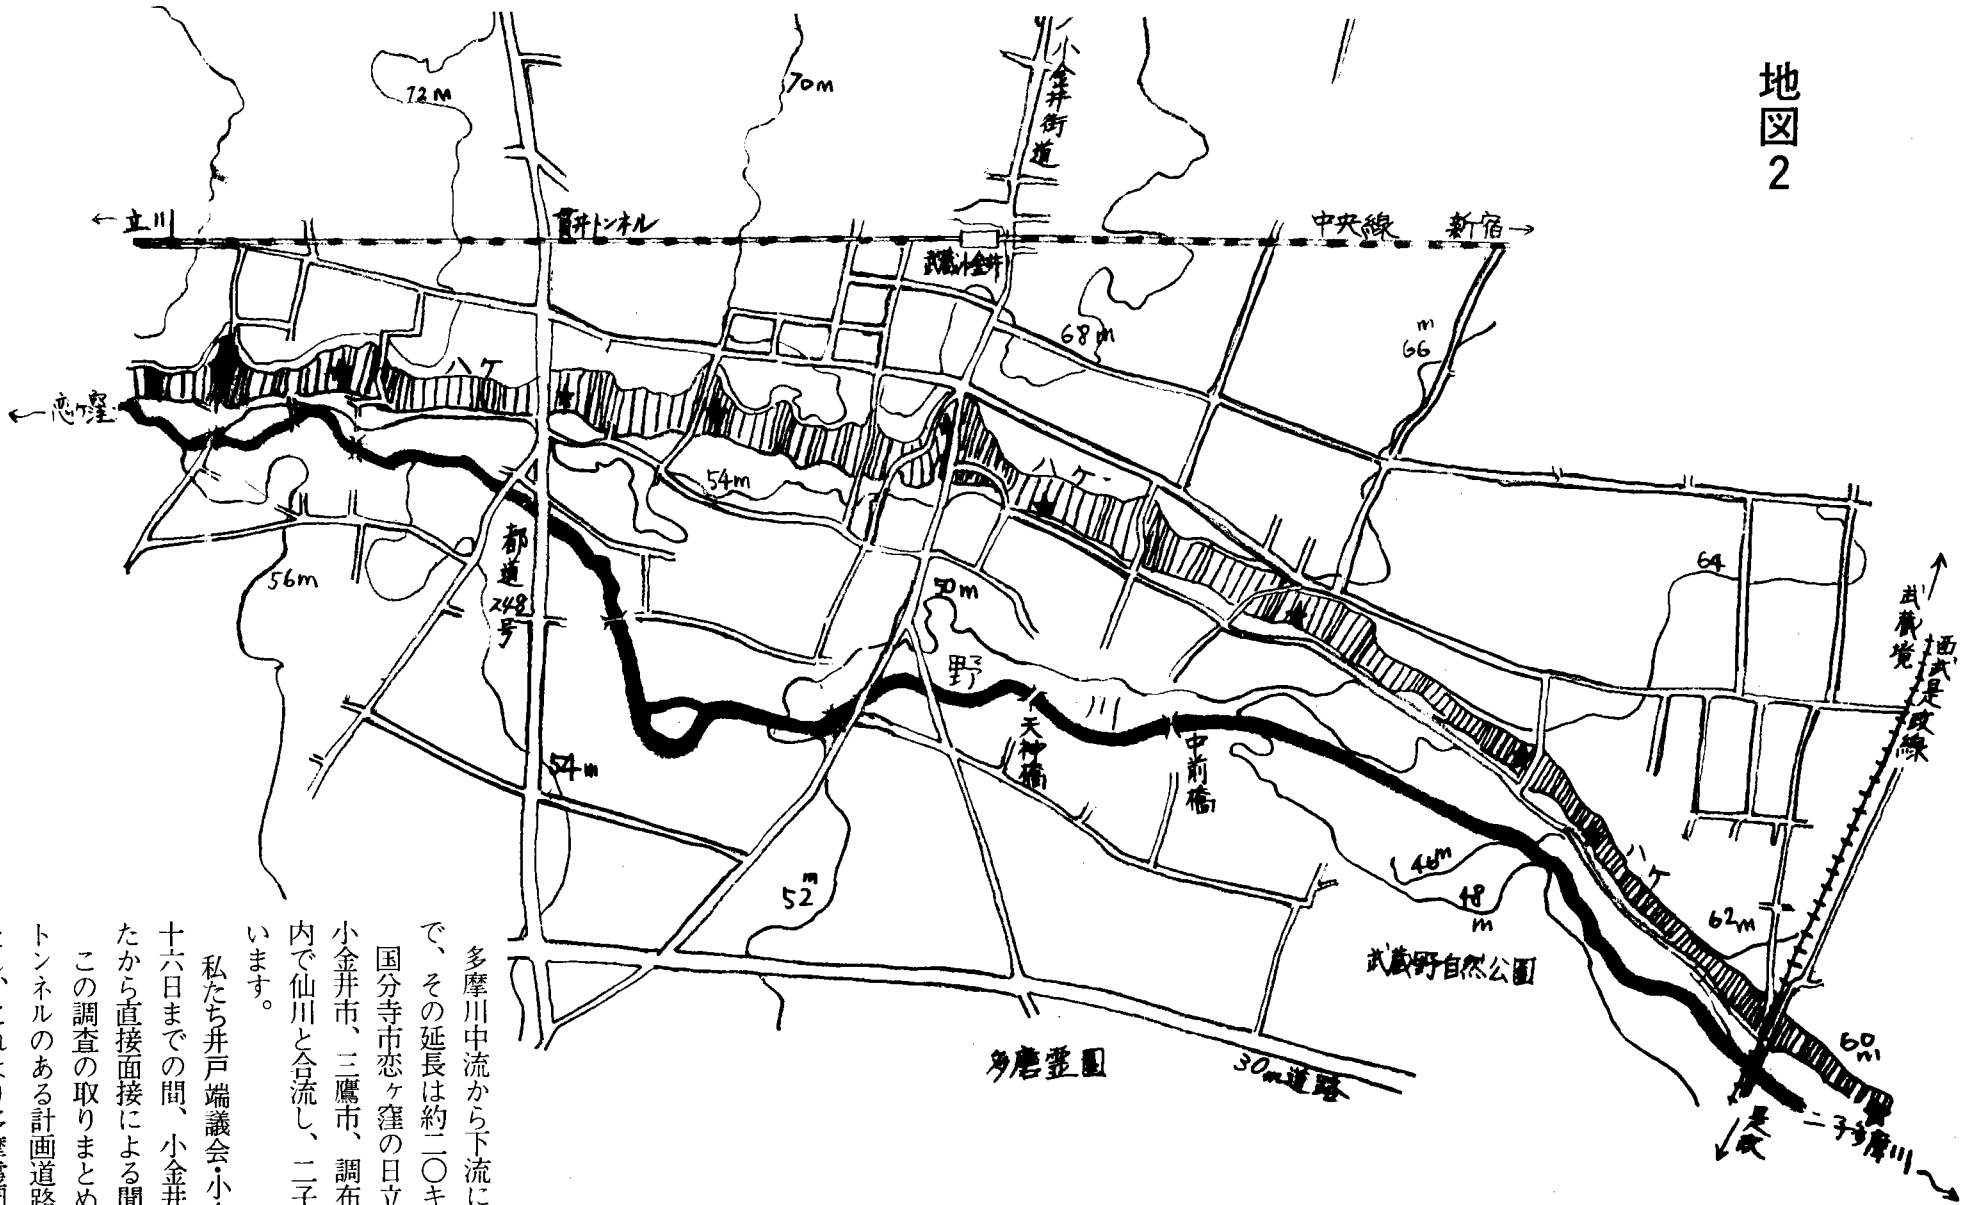 地図2
小金井街道
72m
70m
←立川
貫井トンネル
武蔵小金井
中央線
新宿→
68m
66m
ハケ
←恋ヶ窪
54m
ハケ
都道248号
56m
50m
64
武蔵境
西武是政線
野
川
天神橋
中前橋
54m
52m
46m
48m
ハケ
62m
武蔵野自然公園
60m
多磨霊園
30m道路
是政
二子多摩川
多摩川中流から下流に
で、その延長は約二〇キ
国分寺市恋ヶ窪の日立
小金井市、三鷹市、調布
内で仙川と合流し、二子
います。
私たち井戸端議会・小
十六日までの間、小金井
たから直接面接による聞
この調査の取りまとめ
トンネルのある計画道路